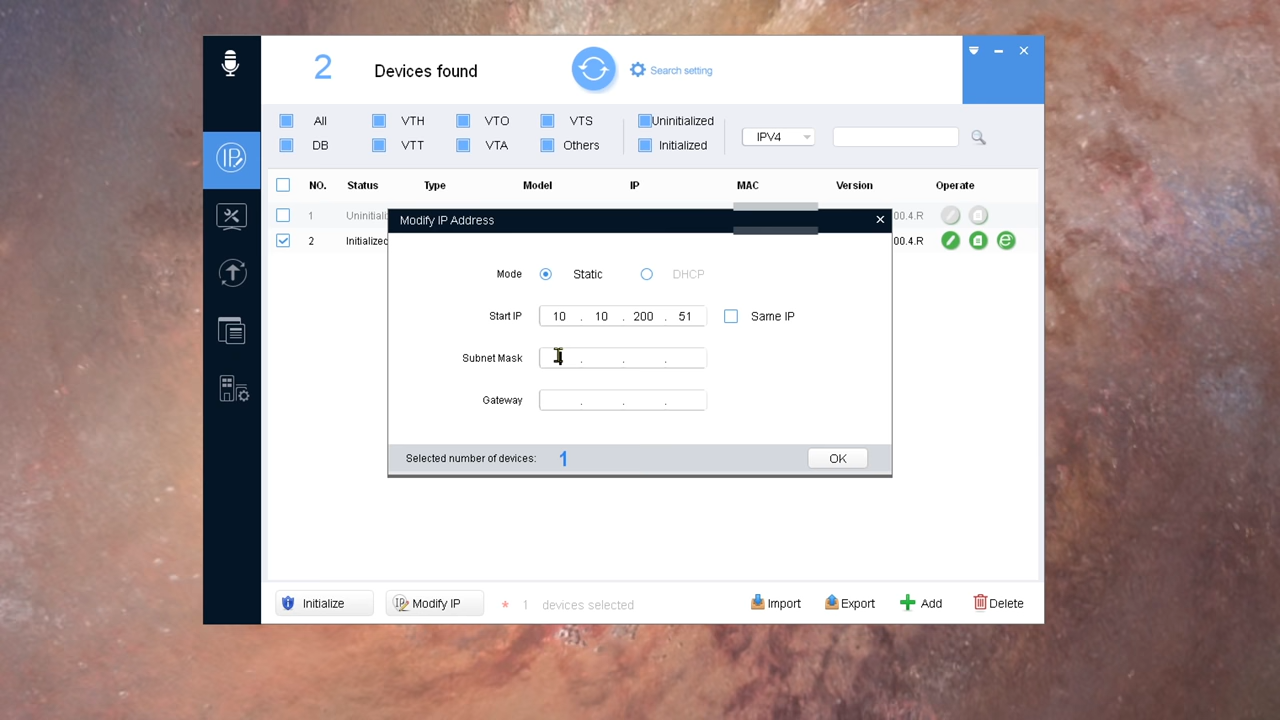 2 Devices found Search setting
All VTH VTO VTS Uninitialized
IPV4
DB VTT VTA Others Initialized
NO. Status Type Model IP MAC Version Operate
1 00.4.R
2 Initialized 00.4.R
Modify IP Address
Mode Static DHCP
Start IP 10 . 10 . 200 . 51 Same IP
Subnet Mask . . .
Gateway . . .
Selected number of devices: 1 OK
Initialize Modify IP * 1 devices selected Import Export Add Delete